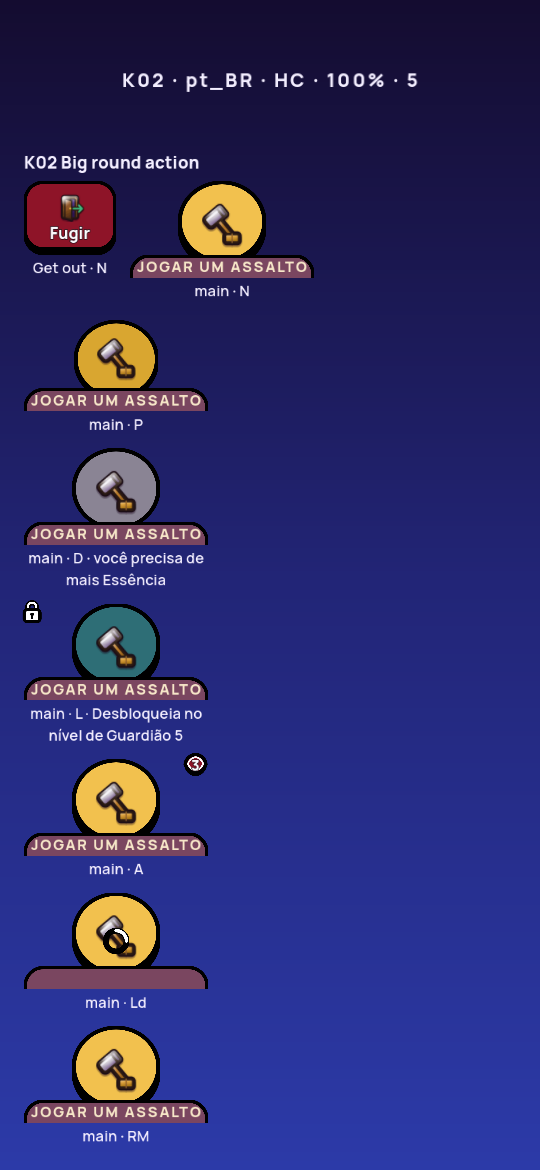 K02 · pt_BR · HC · 100% · 5
K02 Big round action
Fugir
Get out · N
JOGAR UM ASSALTO
main · N
JOGAR UM ASSALTO
main · P
JOGAR UM ASSALTO
main · D · você precisa de
mais Essência
JOGAR UM ASSALTO
main · L · Desbloqueia no
nível de Guardião 5
3
JOGAR UM ASSALTO
main · A
main · Ld
JOGAR UM ASSALTO
main · RM